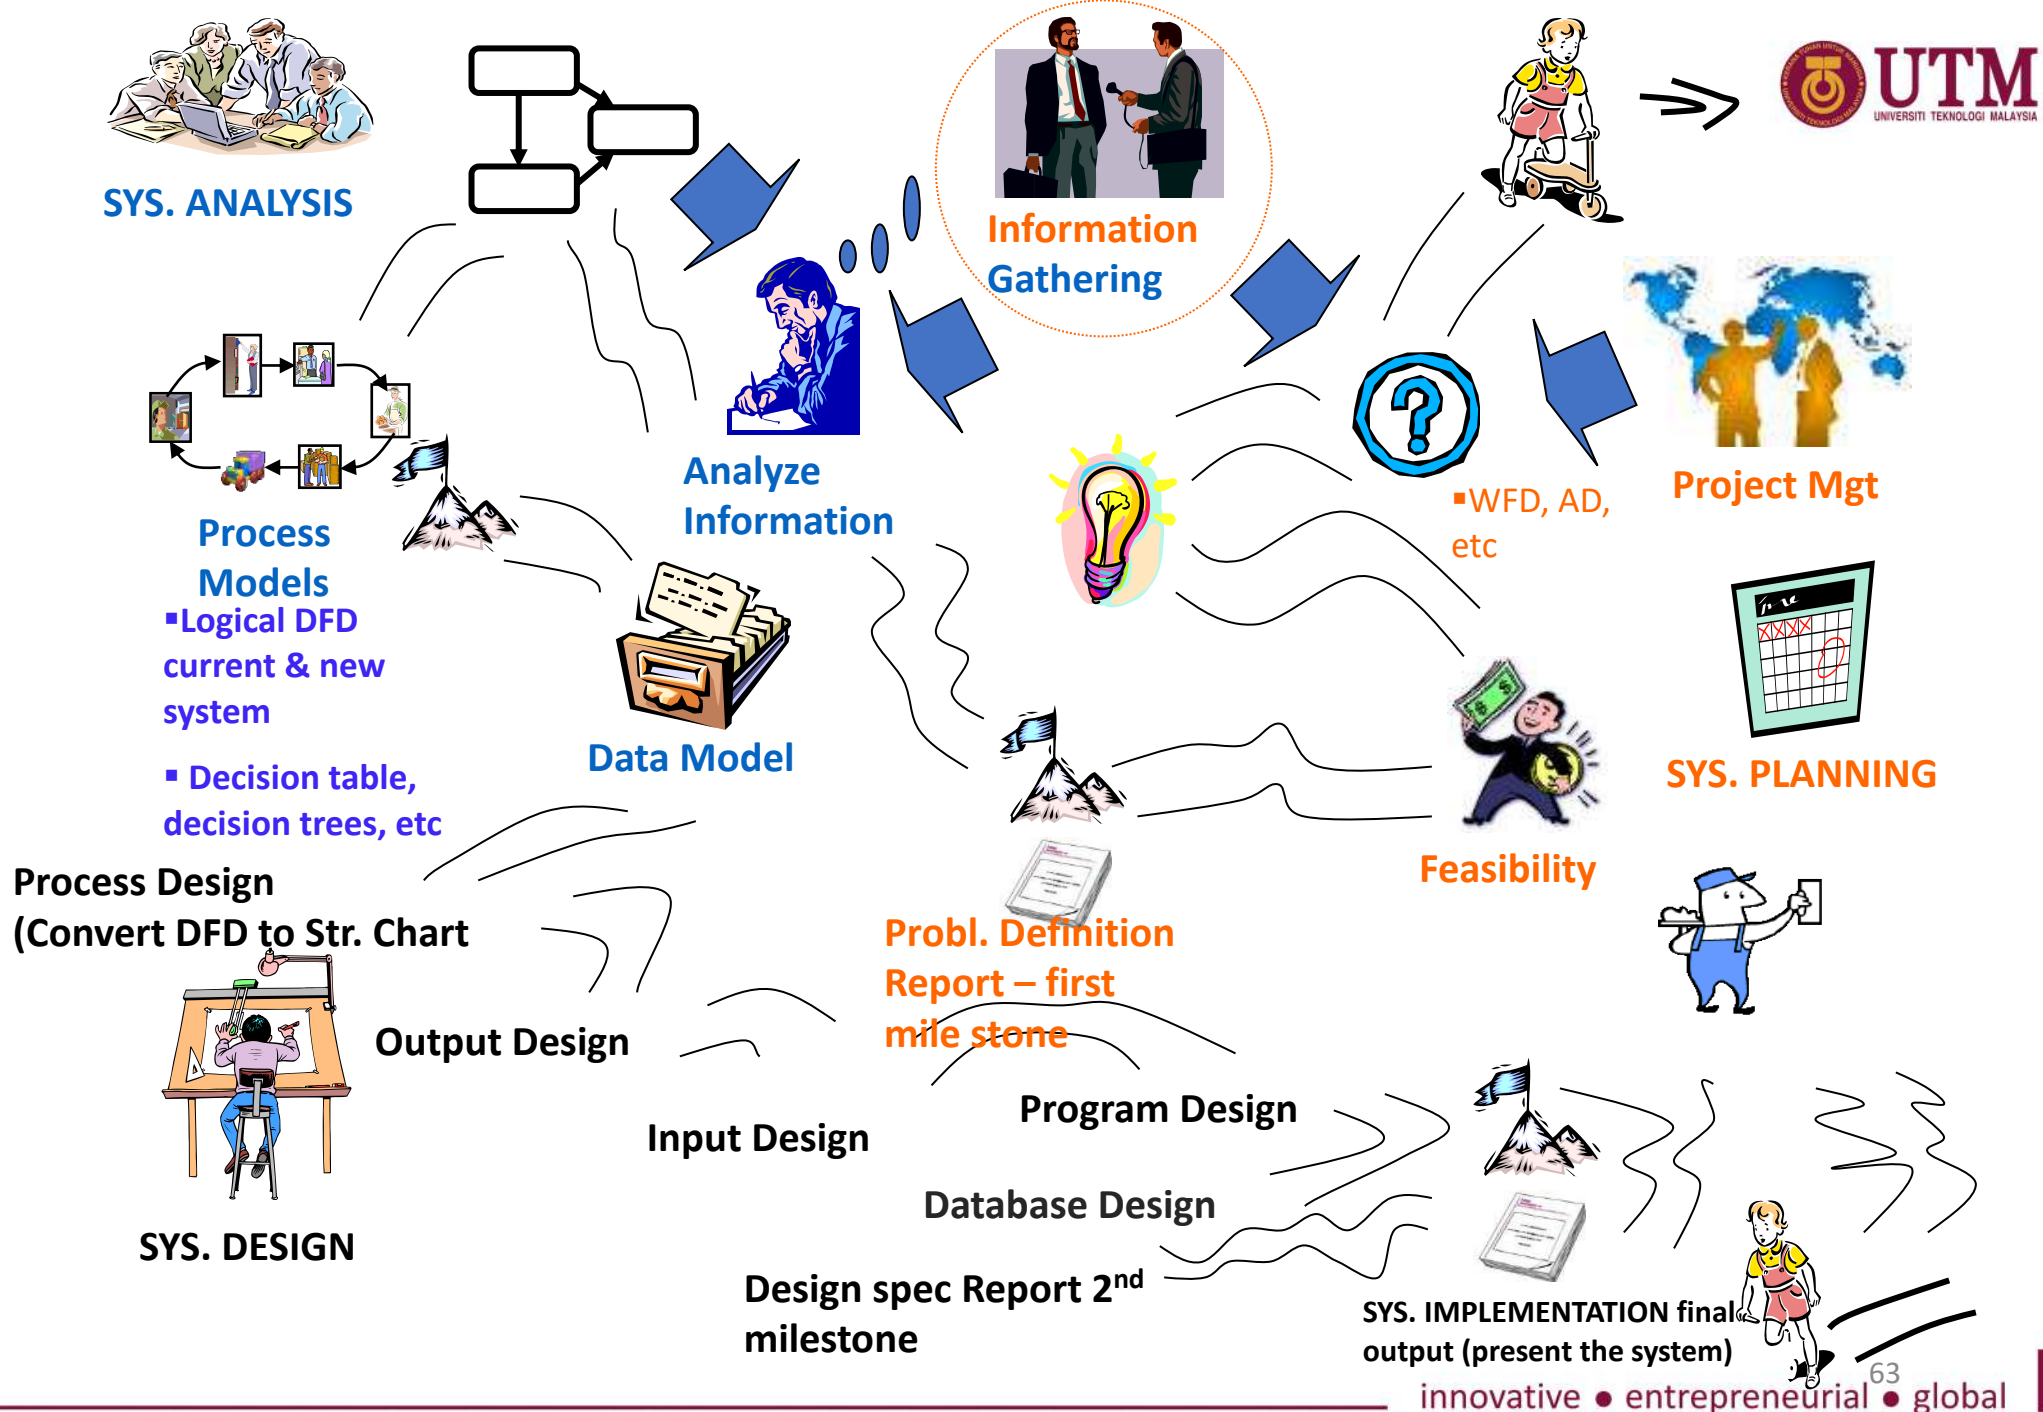 SYS. ANALYSIS
Information
Gathering
UTM
UNIVERSITI TEKNOLOGI MALAYSIA
Analyze
Information
▪WFD, AD,
etc
Project Mgt
Process
Models
▪Logical DFD
current & new
system
▪ Decision table,
decision trees, etc
Data Model
SYS. PLANNING
Feasibility
Process Design
(Convert DFD to Str. Chart
Probl. Definition
Report – first
mile stone
Output Design
Input Design
Program Design
Database Design
SYS. DESIGN
Design spec Report 2nd
milestone
SYS. IMPLEMENTATION final
output (present the system)
63
innovative ● entrepreneurial ● global